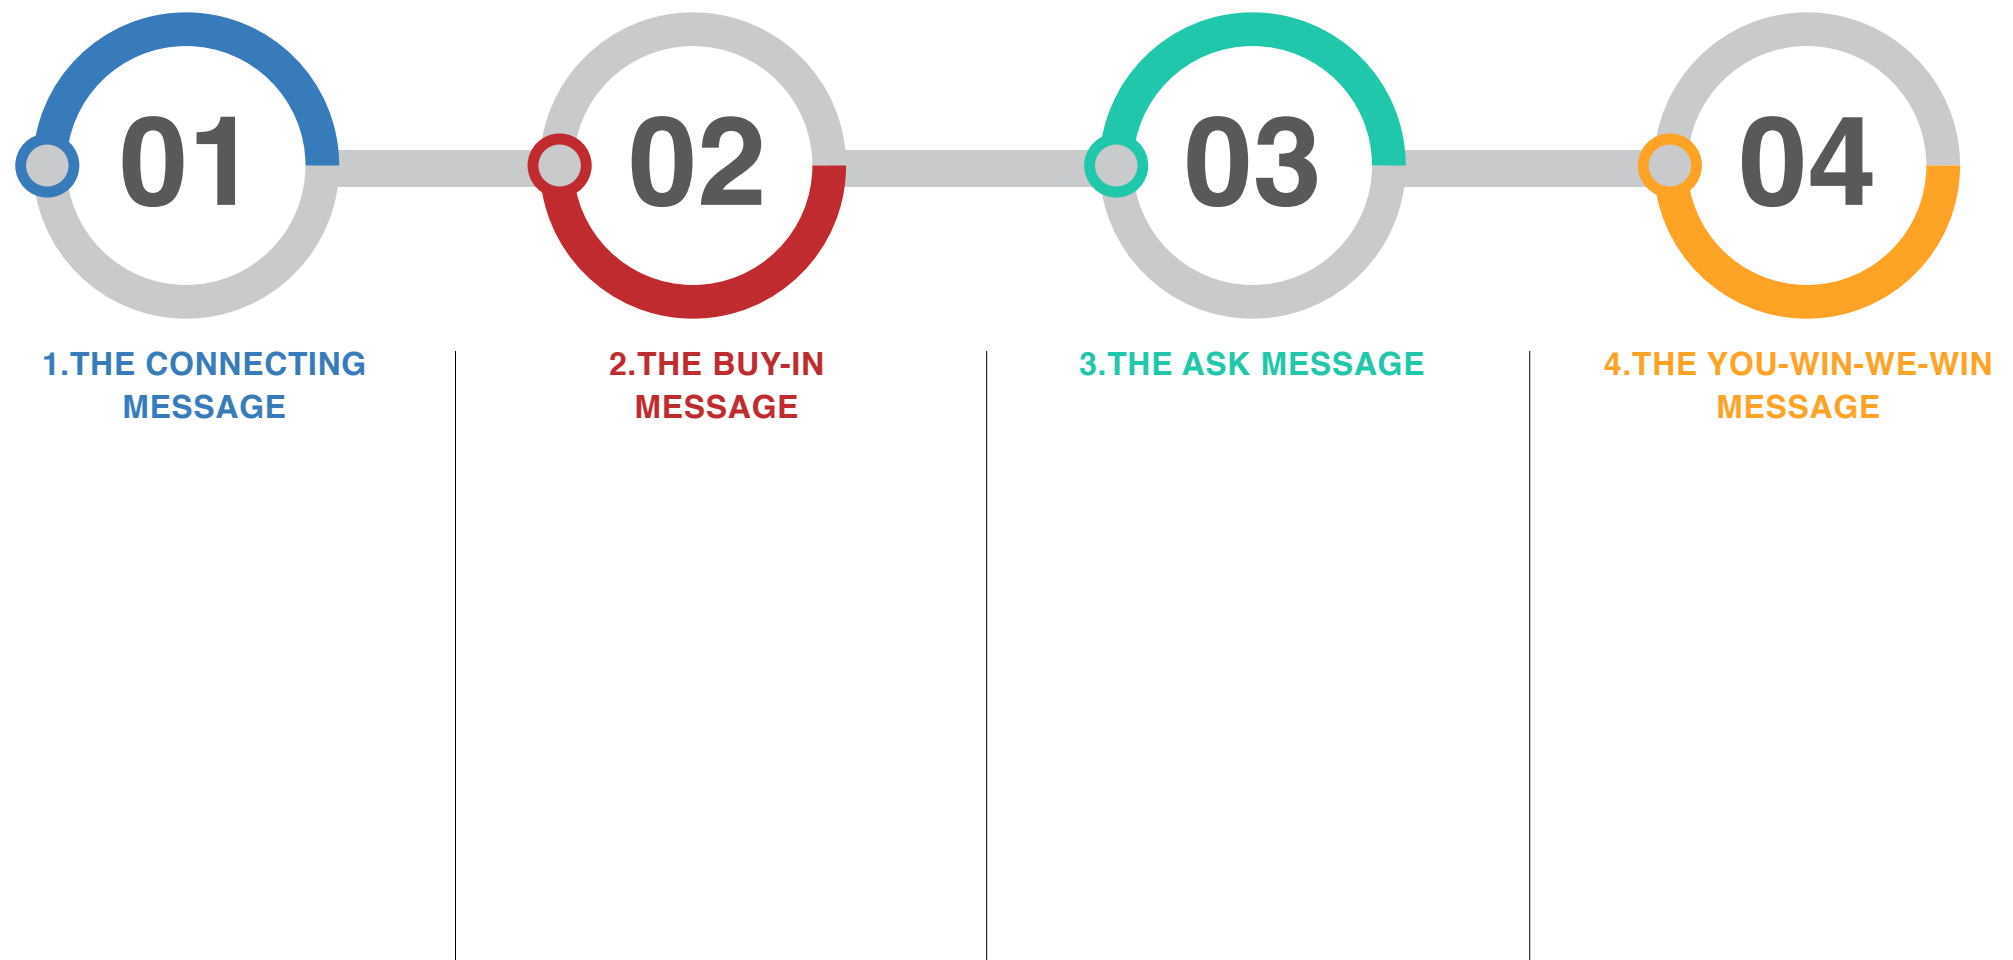 01
02
03
04
1.THE CONNECTING
MESSAGE
2.THE BUY-IN
MESSAGE
3.THE ASK MESSAGE
4.THE YOU-WIN-WE-WIN
MESSAGE